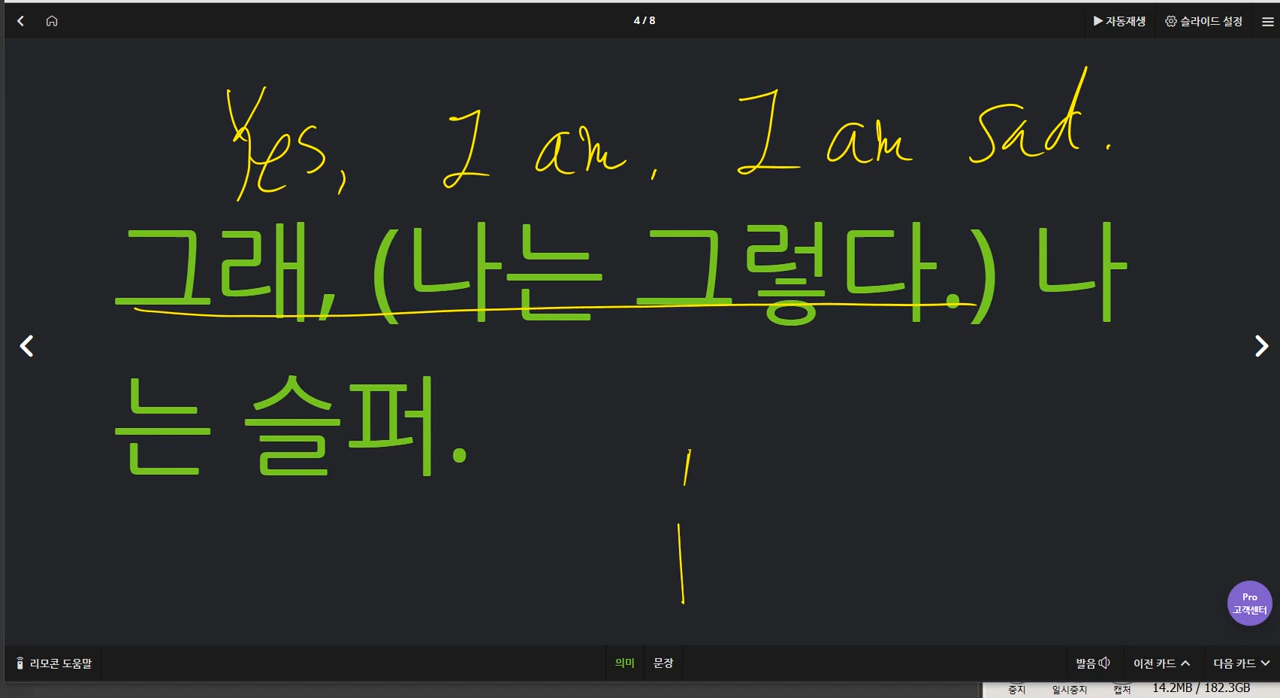 4 / 8
▶ 자동재생
슬라이드 설정
Yes, I am. I am sad.
그래, (나는 그렇다.) 나
는 슬퍼.
Pro
고객센터
리모콘 도움말
의미
문장
발음
이전 카드
다음 카드
중지
일시중지
캡처
14.2MB / 182.3GB